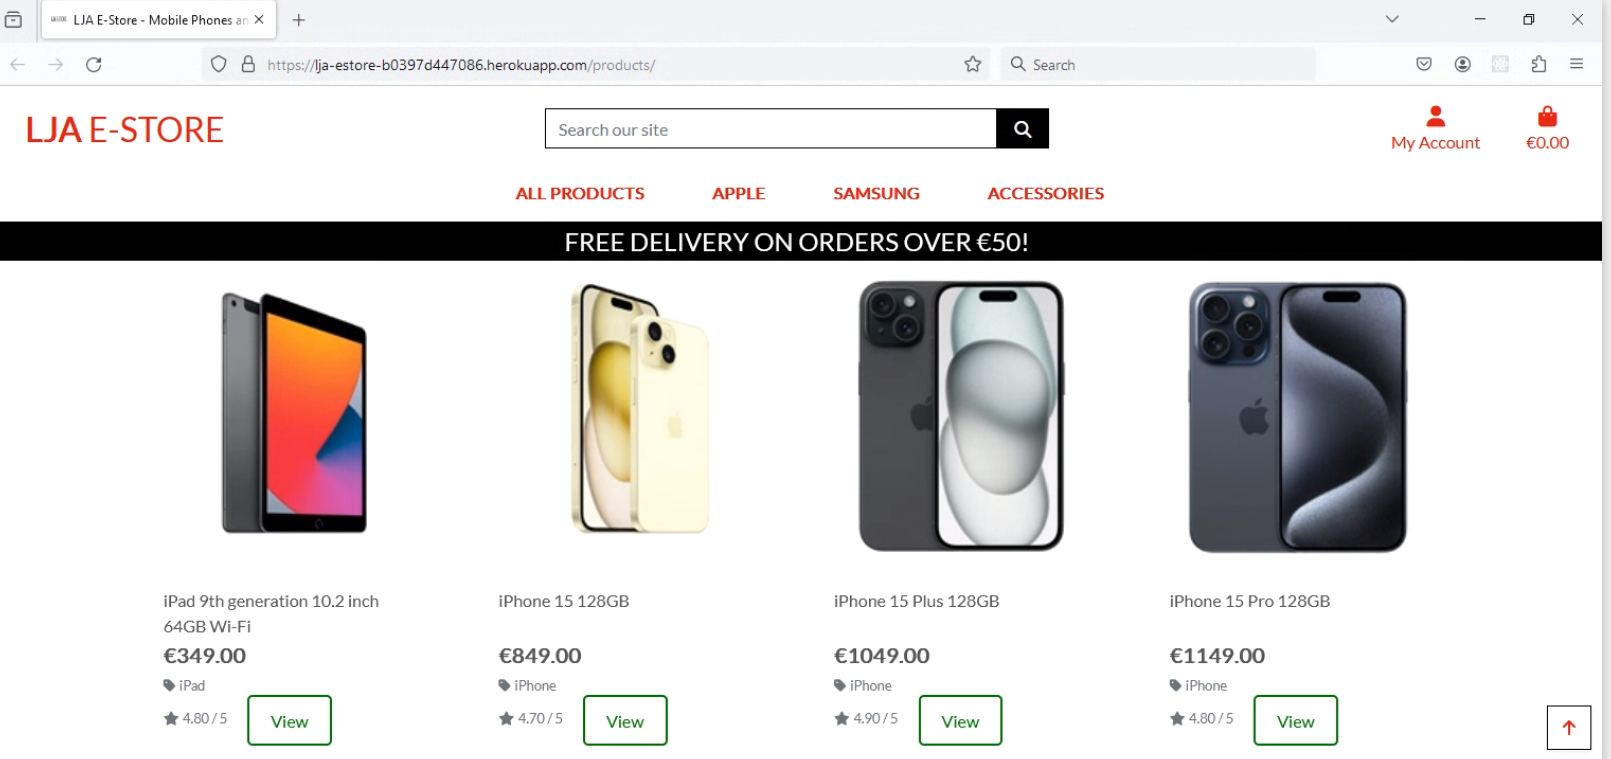 LJA E-Store - Mobile Phones an
https://lja-estore-b0397d447086.herokuapp.com/products/
Search
LJA E-STORE
Search our site
My Account
€0.00
ALL PRODUCTS
APPLE
SAMSUNG
ACCESSORIES
FREE DELIVERY ON ORDERS OVER €50!
iPad 9th generation 10.2 inch
64GB Wi-Fi
€349.00
iPad
4.80 / 5
View
iPhone 15 128GB
€849.00
iPhone
4.70 / 5
View
iPhone 15 Plus 128GB
€1049.00
iPhone
4.90 / 5
View
iPhone 15 Pro 128GB
€1149.00
iPhone
4.80 / 5
View